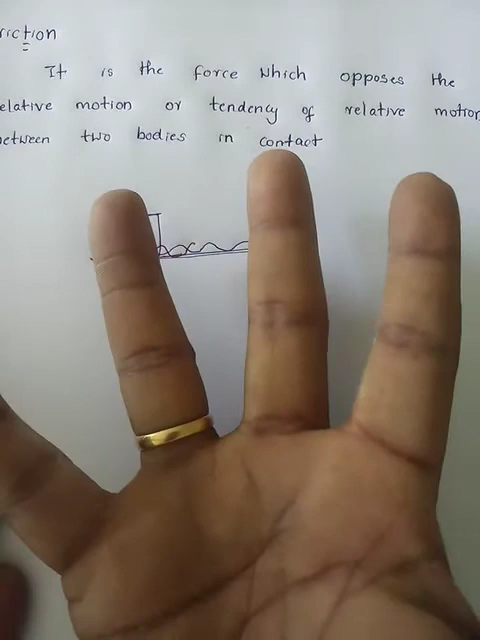 riction
It is the force which opposes the
elative motion or tendency of relative motion
between two bodies in contact